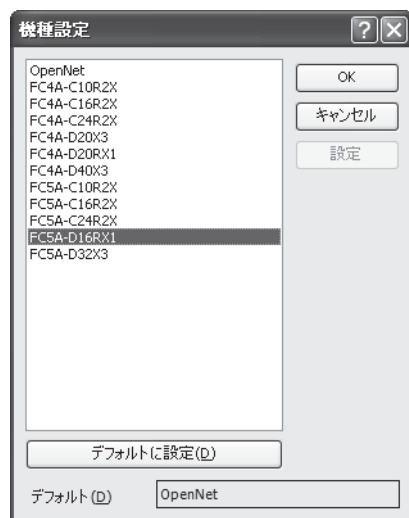 機種設定
OpenNet
FC4A-C10R2X
FC4A-C16R2X
FC4A-C24R2X
FC4A-D20X3
FC4A-D20RX1
FC4A-D40X3
FC5A-C10R2X
FC5A-C16R2X
FC5A-C24R2X
FC5A-D16RX1
FC5A-D32X3
OK
キャンセル
設定
デフォルトに設定(D)
デフォルト(D) OpenNet